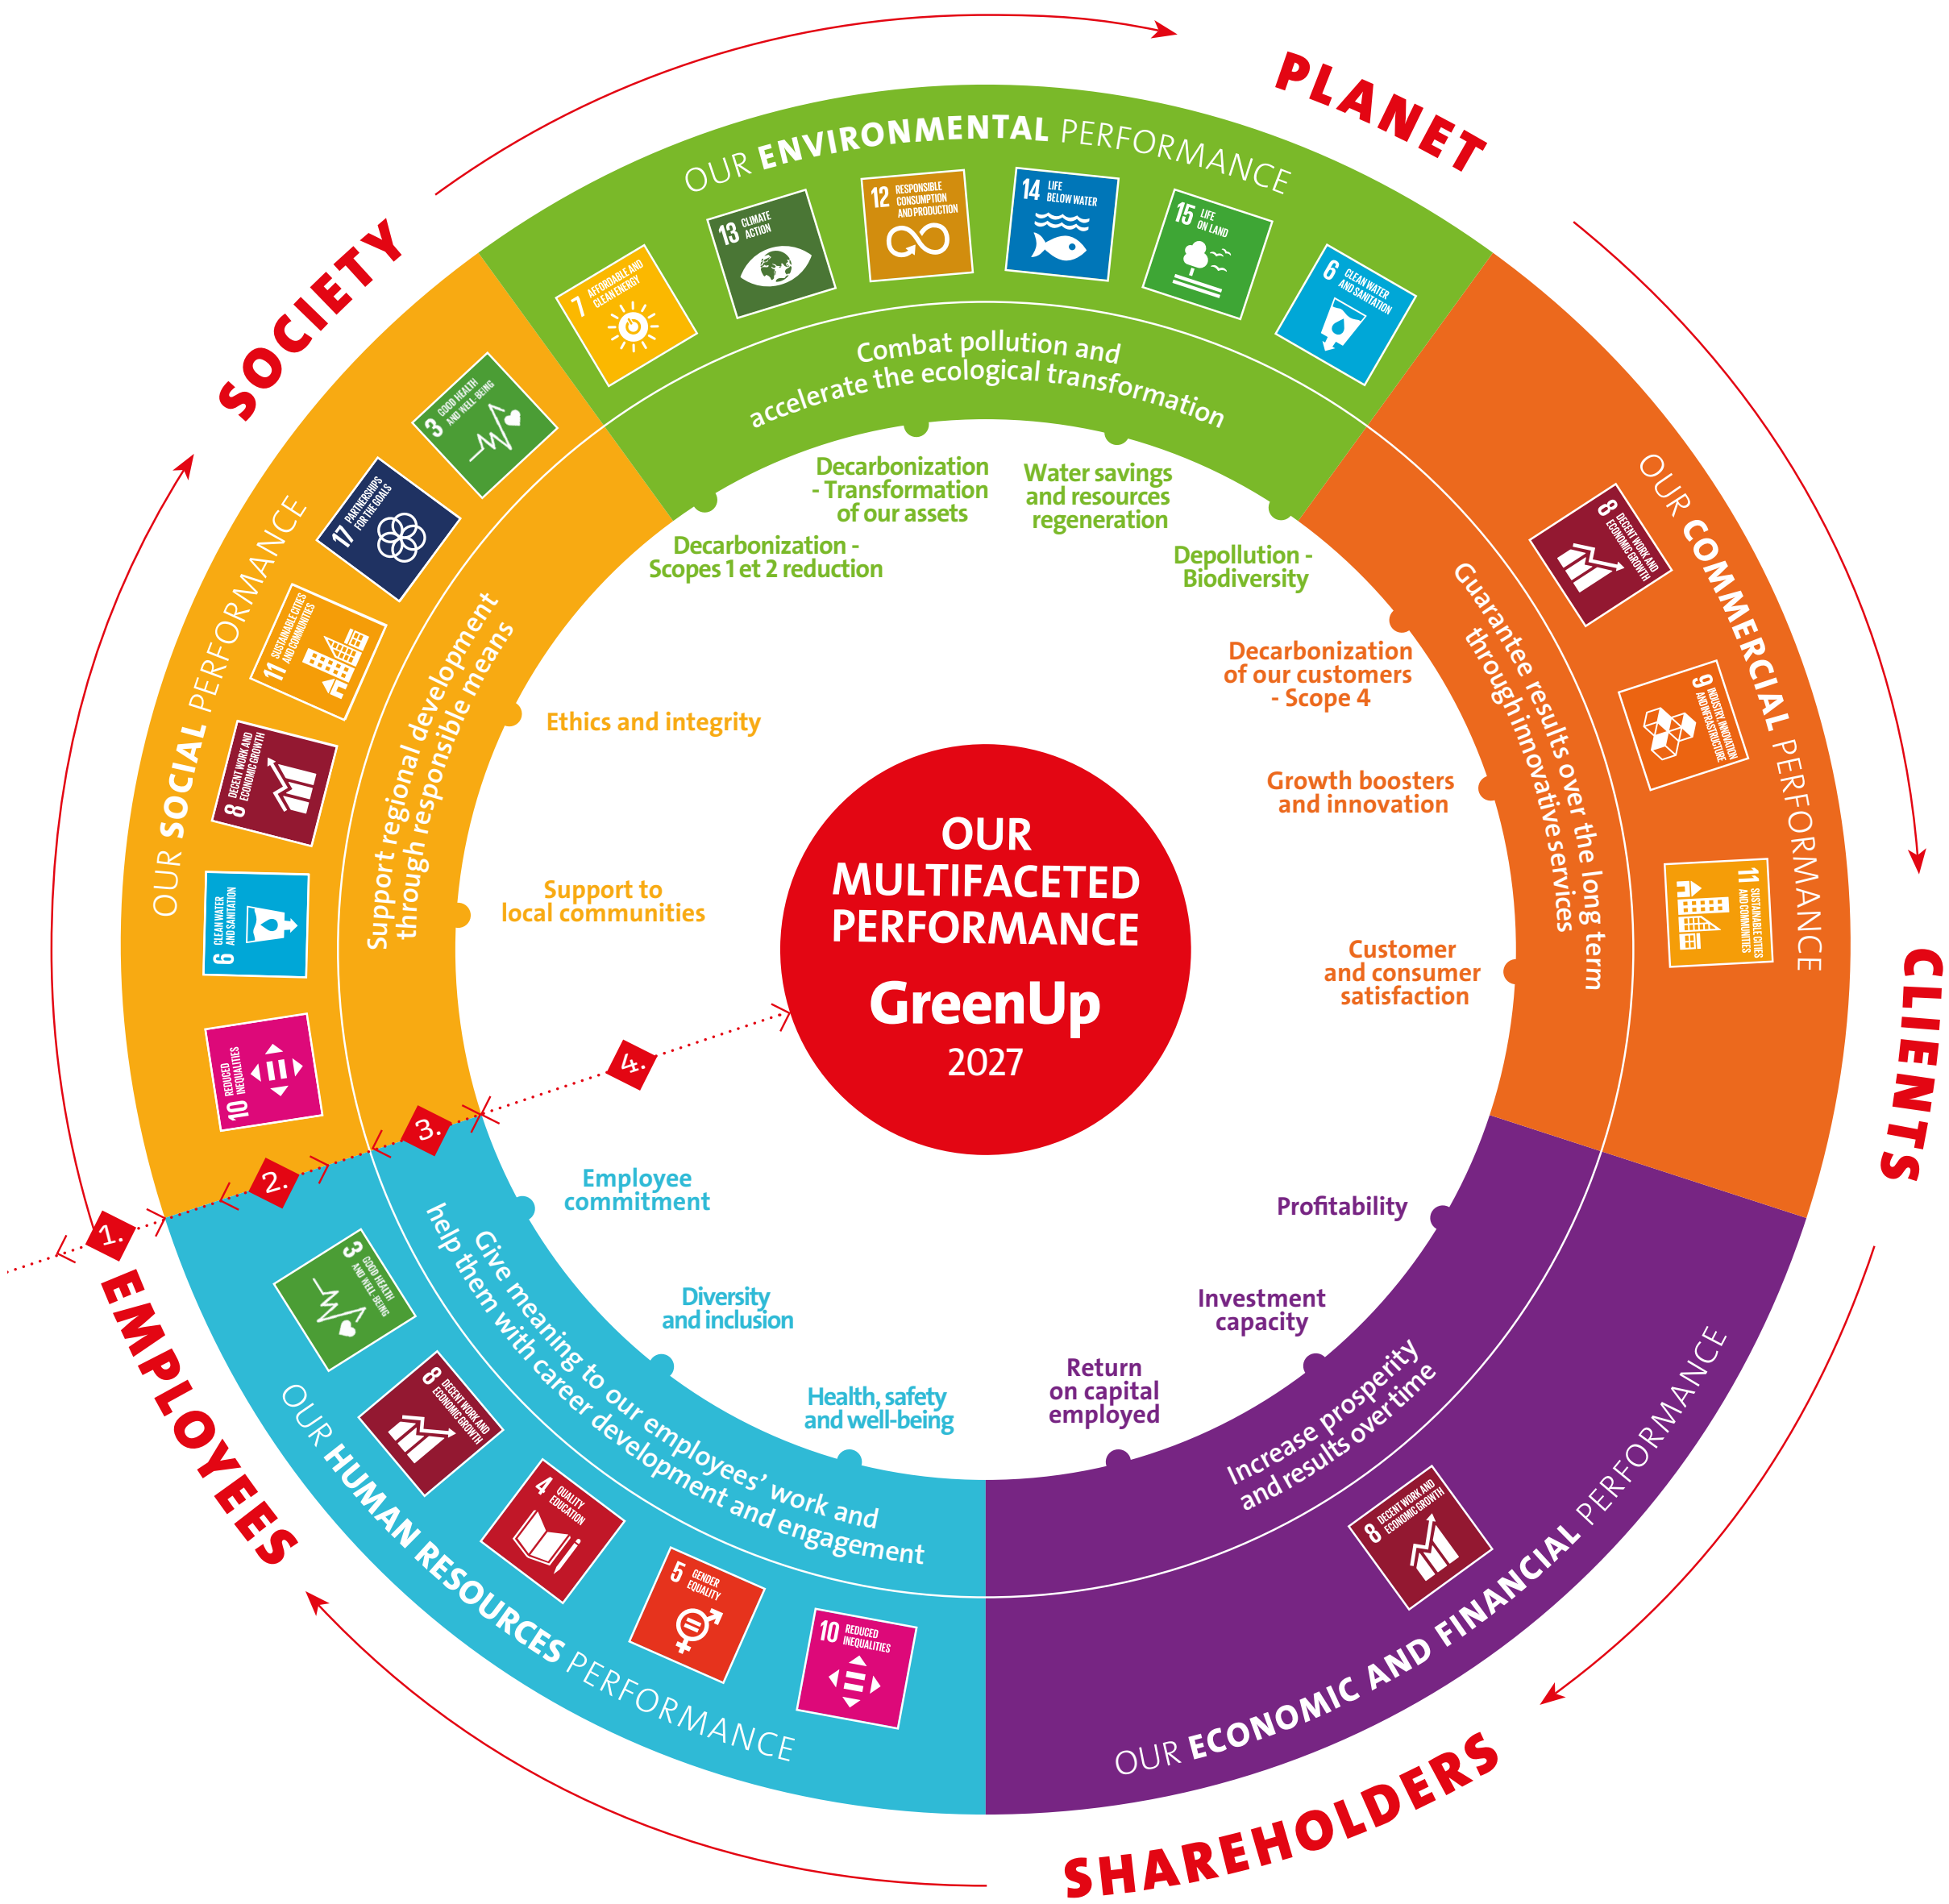 PLANET
OUR ENVIRONMENTAL PERFORMANCE
7 AFFORDABLE AND
CLEAN ENERGY
13 CLIMATE
ACTION
12 RESPONSIBLE
CONSUMPTION
AND PRODUCTION
14 LIFE
BELOW WATER
15 LIFE
ON LAND
6 CLEAN WATER
AND SANITATION
Combat pollution and
accelerate the ecological transformation
Decarbonization -
Scopes 1 et 2 reduction
Decarbonization
- Transformation
of our assets
Water savings
and resources
regeneration
Depollution -
Biodiversity
CLIENTS
OUR COMMERCIAL PERFORMANCE
8 DECENT WORK AND
ECONOMIC GROWTH
9 INDUSTRY, INNOVATION
AND INFRASTRUCTURE
11 SUSTAINABLE CITIES
AND COMMUNITIES
Guarantee results over the long term
through innovative services
Decarbonization
of our customers
- Scope 4
Growth boosters
and innovation
Customer
and consumer
satisfaction
SHAREHOLDERS
OUR ECONOMIC AND FINANCIAL PERFORMANCE
8 DECENT WORK AND
ECONOMIC GROWTH
Increase prosperity
and results over time
Profitability
Investment
capacity
Return
on capital
employed
EMPLOYEES
OUR HUMAN RESOURCES PERFORMANCE
3 GOOD HEALTH
AND WELL-BEING
8 DECENT WORK AND
ECONOMIC GROWTH
4 QUALITY
EDUCATION
5 GENDER
EQUALITY
10 REDUCED
INEQUALITIES
Give meaning to our employees' work and
help them with career development and engagement
Employee
commitment
Diversity
and inclusion
Health, safety
and well-being
SOCIETY
OUR SOCIAL PERFORMANCE
3 GOOD HEALTH
AND WELL-BEING
17 PARTNERSHIPS
FOR THE GOALS
11 SUSTAINABLE CITIES
AND COMMUNITIES
8 DECENT WORK AND
ECONOMIC GROWTH
6 CLEAN WATER
AND SANITATION
10 REDUCED
INEQUALITIES
Support regional development
through responsible means
Ethics and integrity
Support to
local communities
1.
2.
3.
4.
OUR
MULTIFACETED
PERFORMANCE
GreenUp
2027